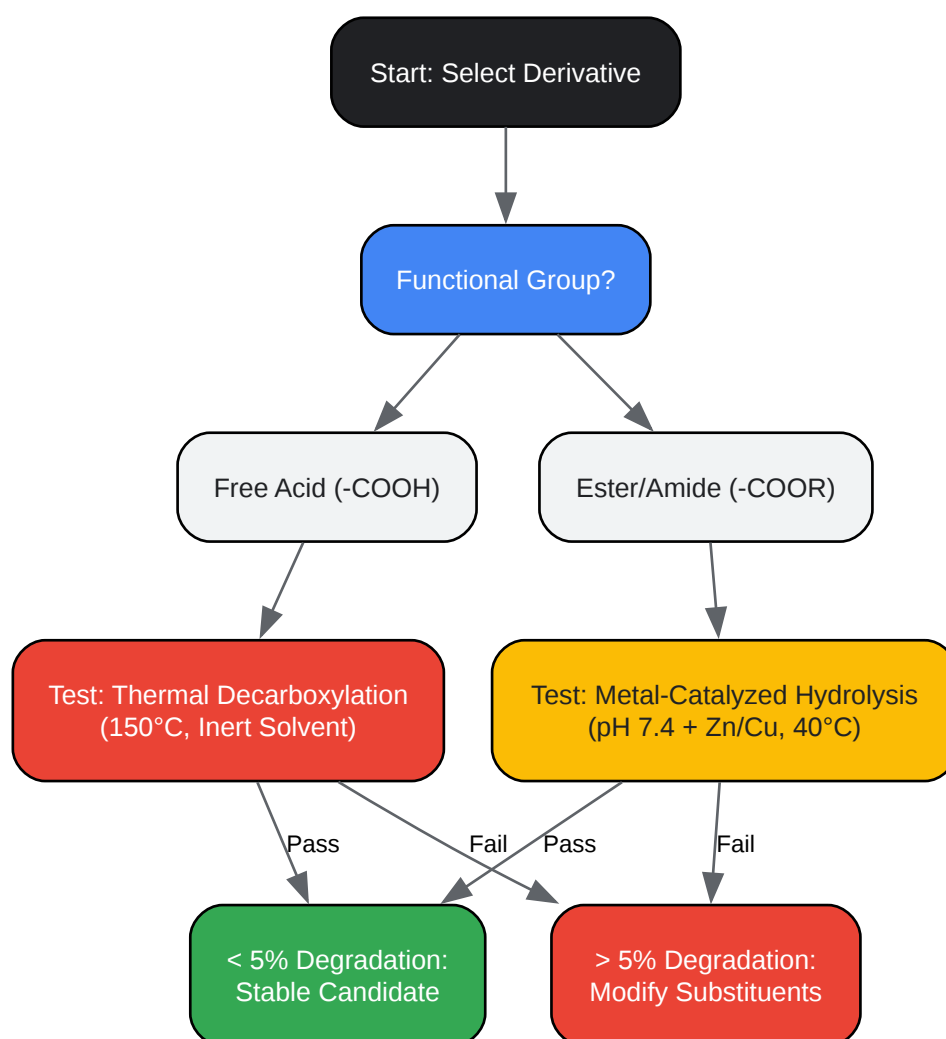 Start: Select Derivative
Functional Group?
Free Acid (-COOH)
Ester/Amide (-COOR)
Test: Thermal Decarboxylation
(150°C, Inert Solvent)
Test: Metal-Catalyzed Hydrolysis
(pH 7.4 + Zn/Cu, 40°C)
Pass
Fail
Pass
Fail
< 5% Degradation:
Stable Candidate
> 5% Degradation:
Modify Substituents